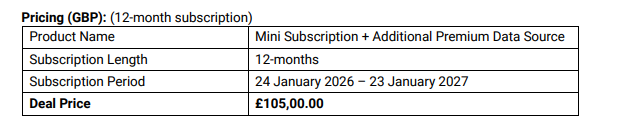 Pricing (GBP): (12-month subscription)
Product Name Mini Subscription + Additional Premium Data Source
Subscription Length 12-months
Subscription Period 24 January 2026 – 23 January 2027
Deal Price £105,00.00